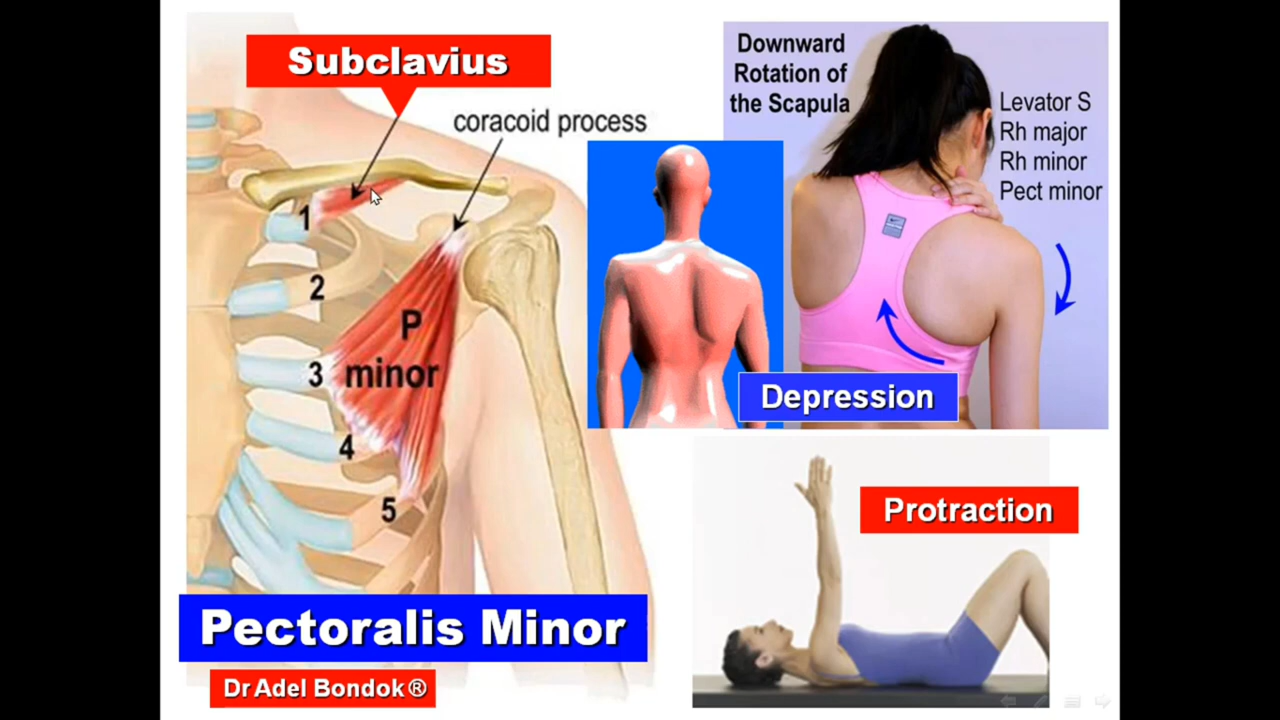 Subclavius
coracoid process
1
2
3
4
5
P
minor
Pectoralis Minor
Dr Adel Bondok ®
Downward
Rotation of
the Scapula
Levator S
Rh major
Rh minor
Pect minor
Depression
Protraction